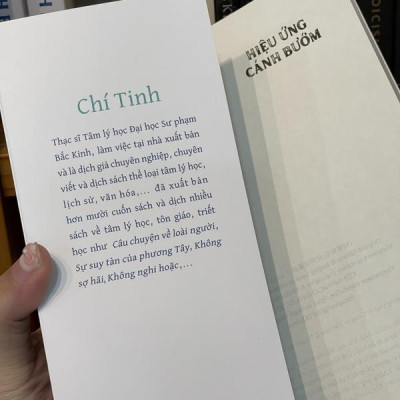 Chí Tinh
Thạc sĩ Tâm lý học Đại học Sư phạm
Bắc Kinh, làm việc tại nhà xuất bản
và là dịch giả chuyên nghiệp, chuyên
viết và dịch sách thể loại tâm lý học,
lịch sử, văn hóa,... đã xuất bản
hơn mười cuốn sách và dịch nhiều
sách về tâm lý học, tôn giáo, triết
học như Câu chuyện về loài người,
Sự suy tàn của phương Tây, Không
sợ hãi, Không nghi hoặc,...
HIỆU ỨNG
CÁNH BƯỚM